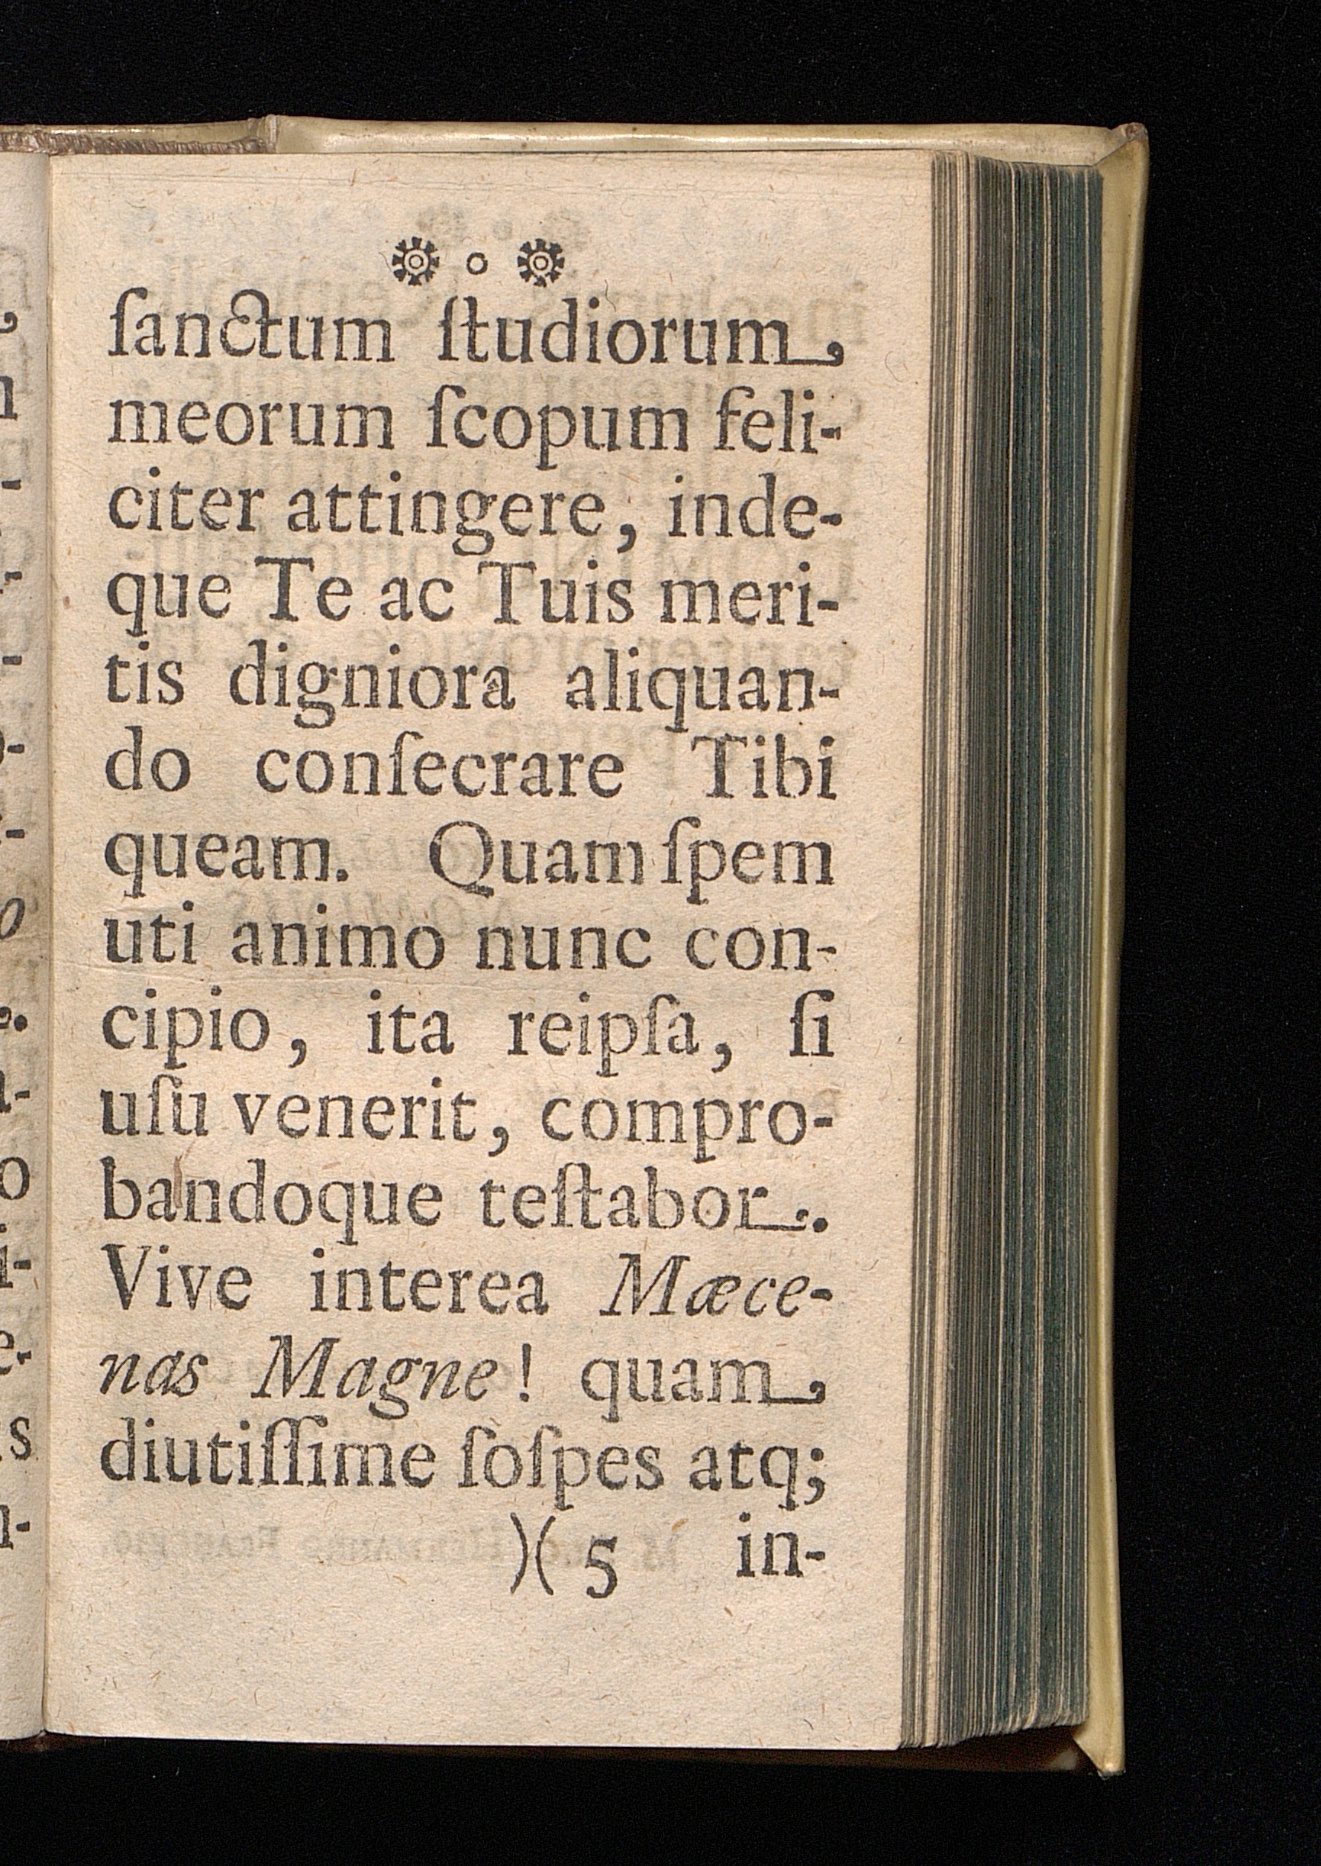 ſanctum ſtudiorum
meorum ſcopum feli-
citer attingere, inde-
que Te ac Tuis meri-
tis digniora aliquan-
do conſecrare Tibi
queam. Quam ſpem
uti animo nunc con-
cipio, ita reipſa, ſi
uſu venerit, compro-
bandoque teſtabor.
Vive interea Mæce-
nas Magne! quam
diutiſſime ſoſpes atq;
)( 5 in-